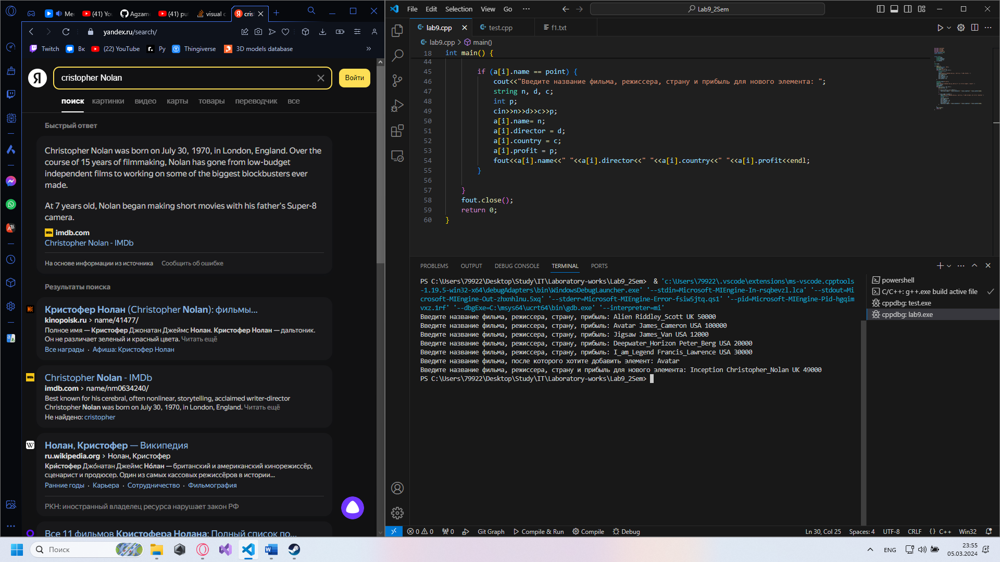 (41) Yo
Agzam
(41) pu
visual c
cris
yandex.ru/search/
Twitch
Вк
(22) YouTube
Py
Thingiverse
3D models database
cristopher Nolan
Войти
поиск картинки видео карты товары переводчик все
Быстрый ответ
Christopher Nolan was born on July 30, 1970, in London, England. Over the
course of 15 years of filmmaking, Nolan has gone from low-budget
independent films to working on some of the biggest blockbusters ever
made.
At 7 years old, Nolan began making short movies with his father's Super-8
camera.
imdb.com
Christopher Nolan - IMDb
На основе информации из источника Сообщить об ошибке
Результаты поиска
Кристофер Нолан (Christopher Nolan): фильмы...
kinopoisk.ru › name/41477/
Полное имя — Кристофер Джонатан Джеймс Нолан. Кристофер Нолан — дальтоник.
Он не различает зеленый и красный цвета. Читать ещё
Все награды · Афиша: Кристофер Нолан
Christopher Nolan - IMDb
imdb.com › name/nm0634240/
Best known for his cerebral, often nonlinear, storytelling, acclaimed writer-director
Christopher Nolan was born on July 30, 1970, in London, England. Читать ещё
Не найдено: cristopher
Нолан, Кристофер — Википедия
ru.wikipedia.org › Нолан, Кристофер
Кри́стофер Джо́натан Джеймс Но́лан — британский и американский кинорежиссёр,
сценарист и продюсер. Один из самых кассовых режиссёров в истории...
Ранние годы · Карьера · Сотрудничество · Фильмография
РКН: иностранный владелец ресурса нарушает закон РФ
Все 11 фильмов Кристофера Нолана: Полный список по...
File Edit Selection View Go ···
Lab9_2Sem
lab9.cpp
test.cpp
f1.txt
lab9.cpp > main()
18 int main() {
44
45 if (a[i].name == point) {
46 cout<<"Введите название фильма, режиссера, страну и прибыль для нового элемента: ";
47 string n, d, c;
48 int p;
49 cin>>n>>d>>c>>p;
50 a[i].name= n;
51 a[i].director = d;
52 a[i].country = c;
53 a[i].profit = p;
54 fout<<a[i].name<<" "<<a[i].director<<" "<<a[i].country<<" "<<a[i].profit<<endl;
55 }
56
57 }
58 fout.close();
59 return 0;
60 }
PROBLEMS OUTPUT DEBUG CONSOLE TERMINAL PORTS
PS C:\Users\79922\Desktop\Study\IT\Laboratory-works\Lab9_2Sem> & 'c:\Users\79922\.vscode\extensions\ms-vscode.cpptools
-1.19.5-win32-x64\debugAdapters\bin\WindowsDebugLauncher.exe' '--stdin=Microsoft-MIEngine-In-rsqbevzl.lca' '--stdout=Mi
crosoft-MIEngine-Out-zhxnhlnu.5xq' '--stderr=Microsoft-MIEngine-Error-fsiw5jtq.qs1' '--pid=Microsoft-MIEngine-Pid-hgqim
vxz.1rf' '--dbgExe=C:\msys64\ucrt64\bin\gdb.exe' '--interpreter=mi'
Введите название фильма, режиссера, страну, прибыль: Alien Riddley_Scott UK 50000
Введите название фильма, режиссера, страну, прибыль: Avatar James_Cameron USA 100000
Введите название фильма, режиссера, страну, прибыль: Jigsaw James_Van USA 12000
Введите название фильма, режиссера, страну, прибыль: Deepwater_Horizon Peter_Berg USA 20000
Введите название фильма, режиссера, страну, прибыль: I_am_Legend Francis_Lawrence USA 30000
Введите название фильма, после которого хотите добавить элемент: Avatar
Введите название фильма, режиссера, страну и прибыль для нового элемента: Inception Christopher_Nolan UK 49000
PS C:\Users\79922\Desktop\Study\IT\Laboratory-works\Lab9_2Sem>
powershell
C/C++: g++.exe build active file
cppdbg: test.exe
cppdbg: lab9.exe
0 0 0 Git Graph Compile & Run Compile Debug
Ln 30, Col 25 Spaces: 4 UTF-8 CRLF {} C++ Win32
Поиск
ENG
23:55
05.03.2024